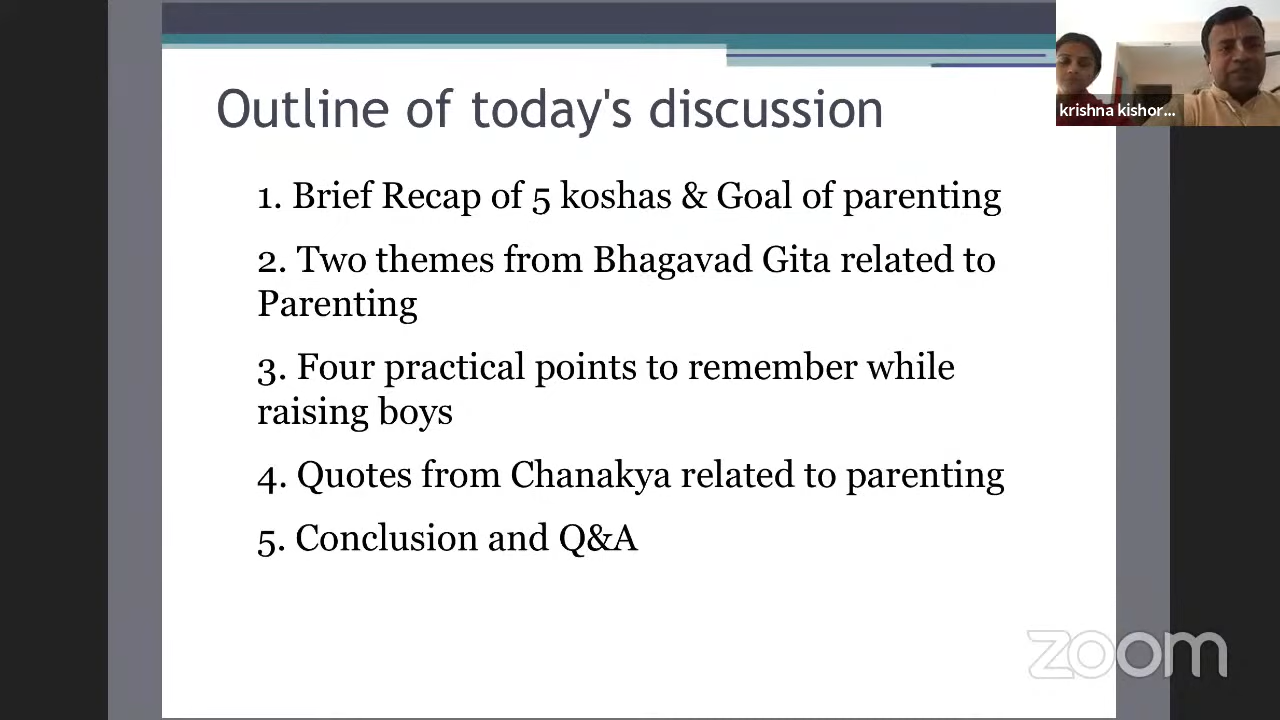 krishna kishor...
Outline of today's discussion
1. Brief Recap of 5 koshas & Goal of parenting
2. Two themes from Bhagavad Gita related to
Parenting
3. Four practical points to remember while
raising boys
4. Quotes from Chanakya related to parenting
5. Conclusion and Q&A
zoom